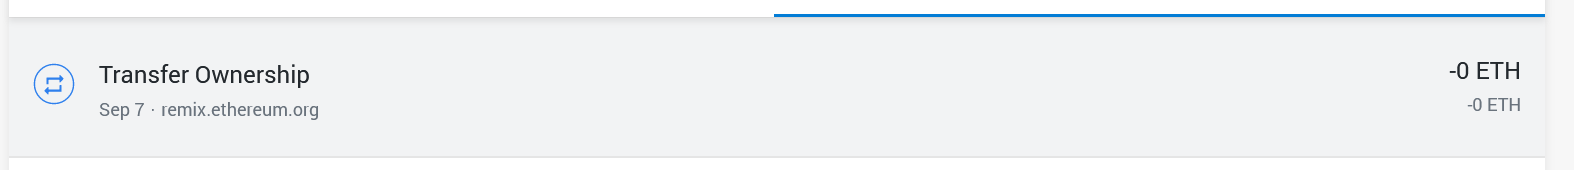 Transfer Ownership
-0 ETH
Sep 7 · remix.ethereum.org
-0 ETH